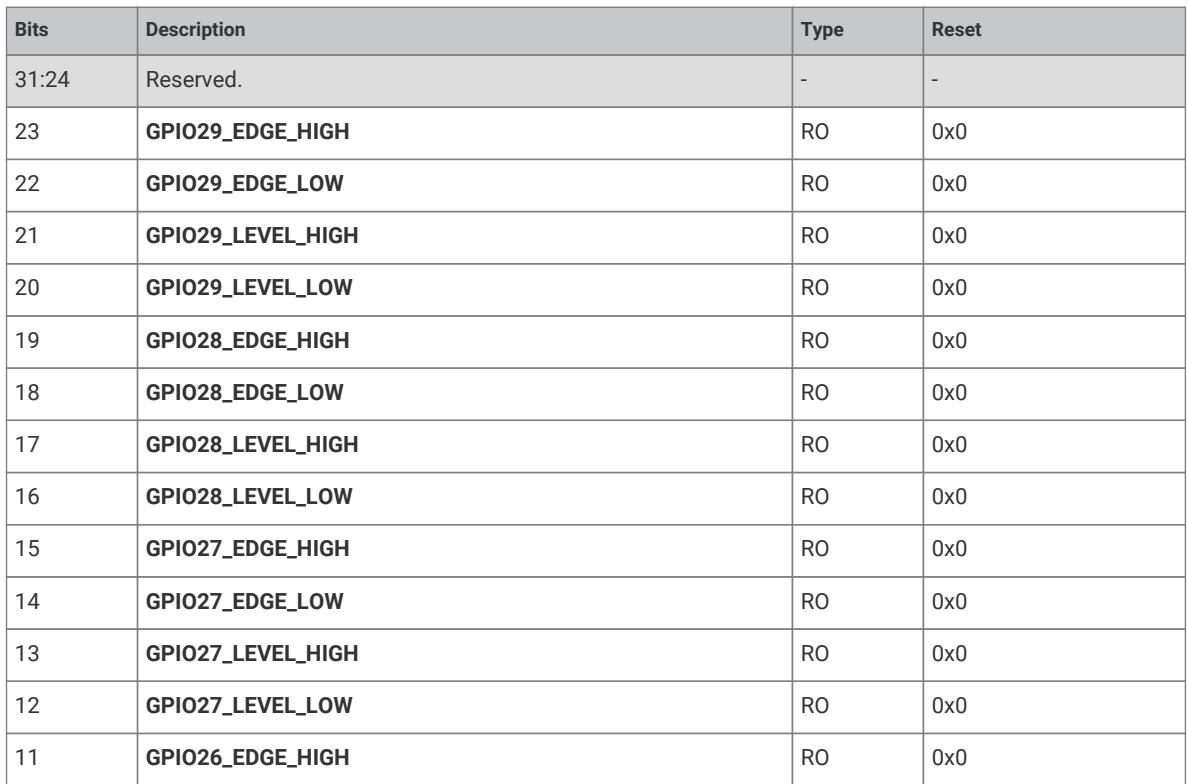 Bits Description Type Reset
31:24 Reserved. - -
23 GPIO29_EDGE_HIGH RO 0x0
22 GPIO29_EDGE_LOW RO 0x0
21 GPIO29_LEVEL_HIGH RO 0x0
20 GPIO29_LEVEL_LOW RO 0x0
19 GPIO28_EDGE_HIGH RO 0x0
18 GPIO28_EDGE_LOW RO 0x0
17 GPIO28_LEVEL_HIGH RO 0x0
16 GPIO28_LEVEL_LOW RO 0x0
15 GPIO27_EDGE_HIGH RO 0x0
14 GPIO27_EDGE_LOW RO 0x0
13 GPIO27_LEVEL_HIGH RO 0x0
12 GPIO27_LEVEL_LOW RO 0x0
11 GPIO26_EDGE_HIGH RO 0x0